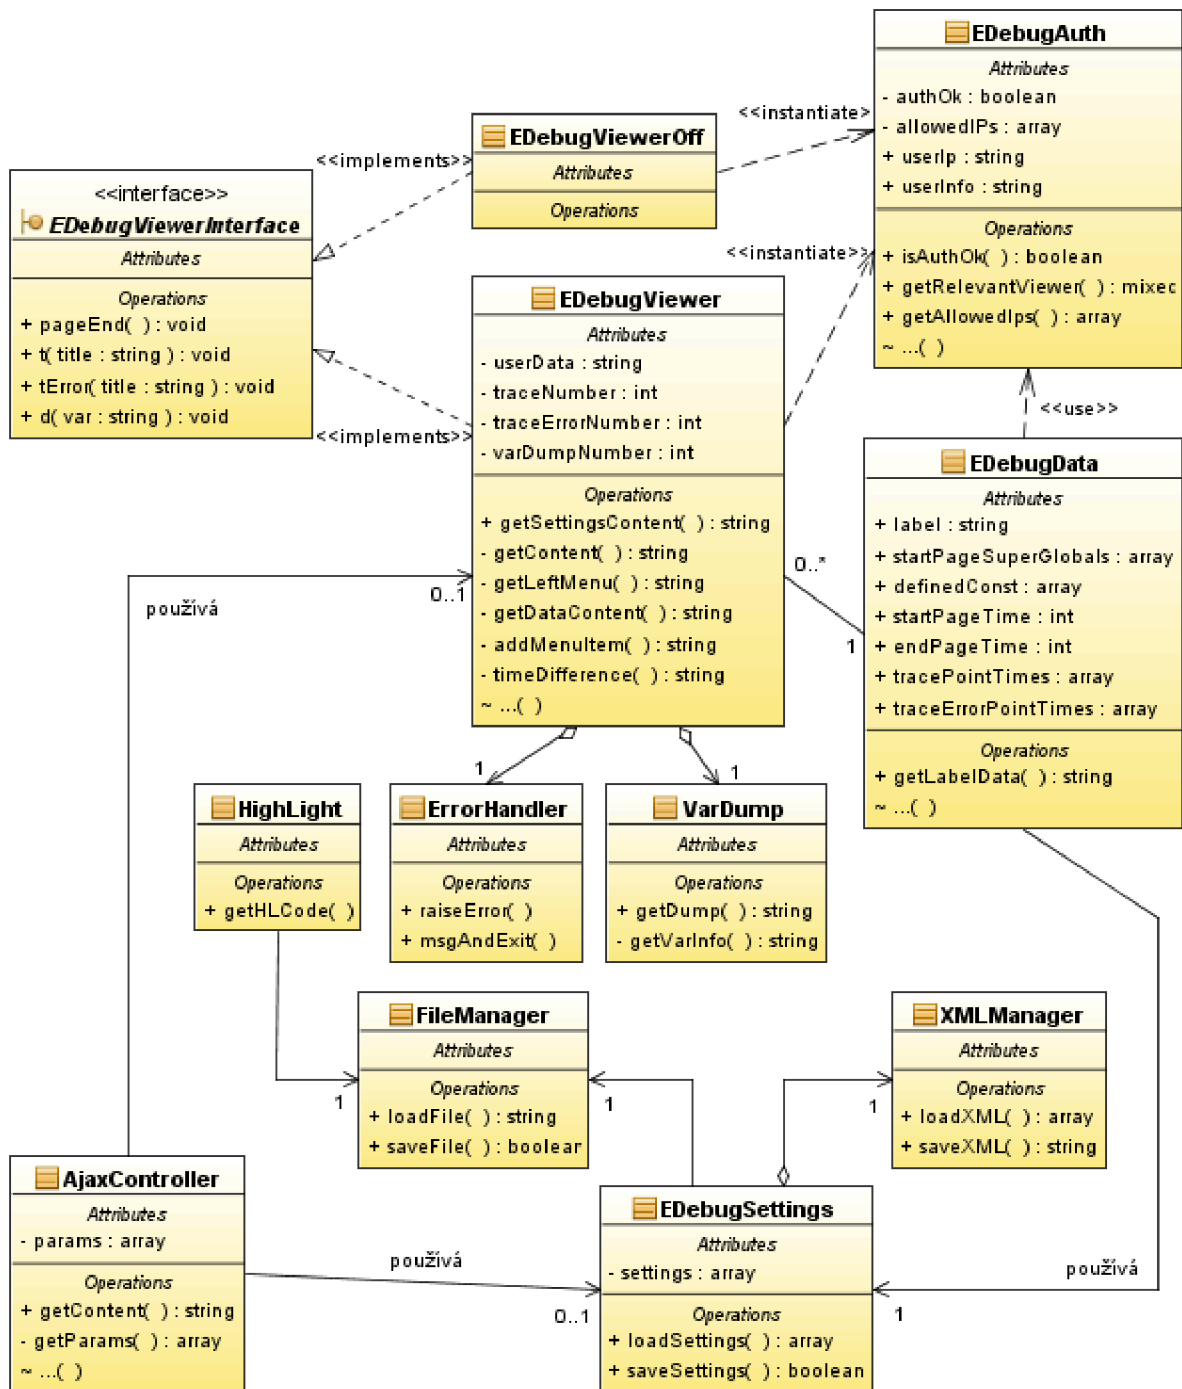 EDebugAuth
Attributes
- authOk : boolean
- allowedIPs : array
+ userIp : string
+ userInfo : string
Operations
+ isAuthOk( ) : boolean
+ getRelevantViewer( ) : mixed
+ getAllowedIps( ) : array
~ ...( )
<<instantiate>
EDebugViewerOff
Attributes
Operations
<<implements>>
<<interface>>
EDebugViewerInterface
Attributes
Operations
+ pageEnd( ) : void
+ t( title : string ) : void
+ tError( title : string ) : void
+ d( var : string ) : void
<<instantiate>>
<<implements>>
EDebugViewer
Attributes
- userData : string
- traceNumber : int
- traceErrorNumber : int
- varDumpNumber : int
Operations
+ getSettingsContent( ) : string
- getContent( ) : string
- getLeftMenu( ) : string
- getDataContent( ) : string
- addMenuItem( ) : string
- timeDifference( ) : string
~ ...( )
<<use>>
EDebugData
Attributes
+ label : string
+ startPageSuperGlobals : array
+ definedConst : array
+ startPageTime : int
+ endPageTime : int
+ tracePointTimes : array
+ traceErrorPointTimes : array
Operations
+ getLabelData( ) : string
~ ...( )
0..*
1
0..1
používá
1
1
HighLight
Attributes
Operations
+ getHLCode( )
ErrorHandler
Attributes
Operations
+ raiseError( )
+ msgAndExit( )
VarDump
Attributes
Operations
+ getDump( ) : string
- getVarInfo( ) : string
FileManager
Attributes
Operations
+ loadFile( ) : string
+ saveFile( ) : boolean
1
1
XMLManager
Attributes
Operations
+ loadXML( ) : array
+ saveXML( ) : string
1
AjaxController
Attributes
- params : array
Operations
+ getContent( ) : string
- getParams( ) : array
~ ...( )
používá
0..1
EDebugSettings
Attributes
- settings : array
Operations
+ loadSettings( ) : array
+ saveSettings( ) : boolean
používá
1